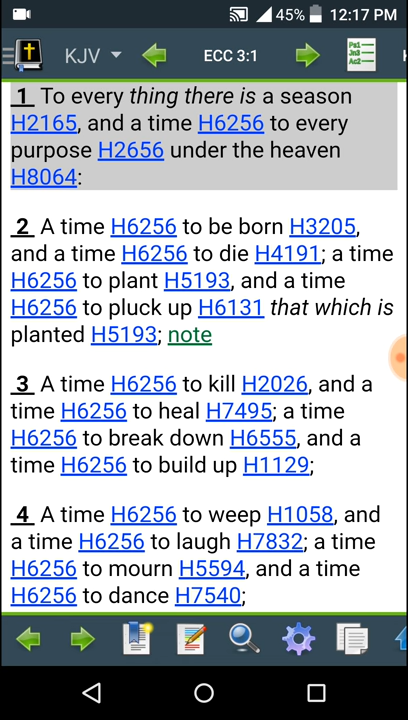 45% 12:17 PM
KJV ECC 3:1 Ps1 Jn3 Ac2
1 To every thing there is a season
H2165, and a time H6256 to every
purpose H2656 under the heaven
H8064:
2 A time H6256 to be born H3205,
and a time H6256 to die H4191; a time
H6256 to plant H5193, and a time
H6256 to pluck up H6131 that which is
planted H5193; note
3 A time H6256 to kill H2026, and a
time H6256 to heal H7495; a time
H6256 to break down H6555, and a
time H6256 to build up H1129;
4 A time H6256 to weep H1058, and
a time H6256 to laugh H7832; a time
H6256 to mourn H5594, and a time
H6256 to dance H7540;